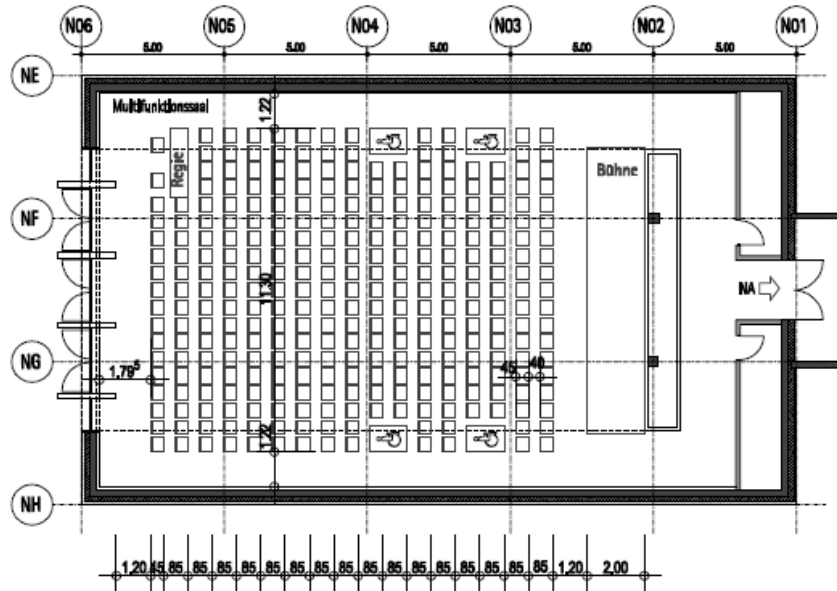 N06 N05 N04 N03 N02 N01
5.00 5.00 5.00 5.00 5.00
NE
Multifunktionssaal
1.22
Regie
Bühne
NF
11.30
NA
NG
1.79⁵
45 40
1.22
NH
1.20 45 85 85 85 85 85 85 85 85 85 85 85 85 85 85 85 85 1.20 2.00